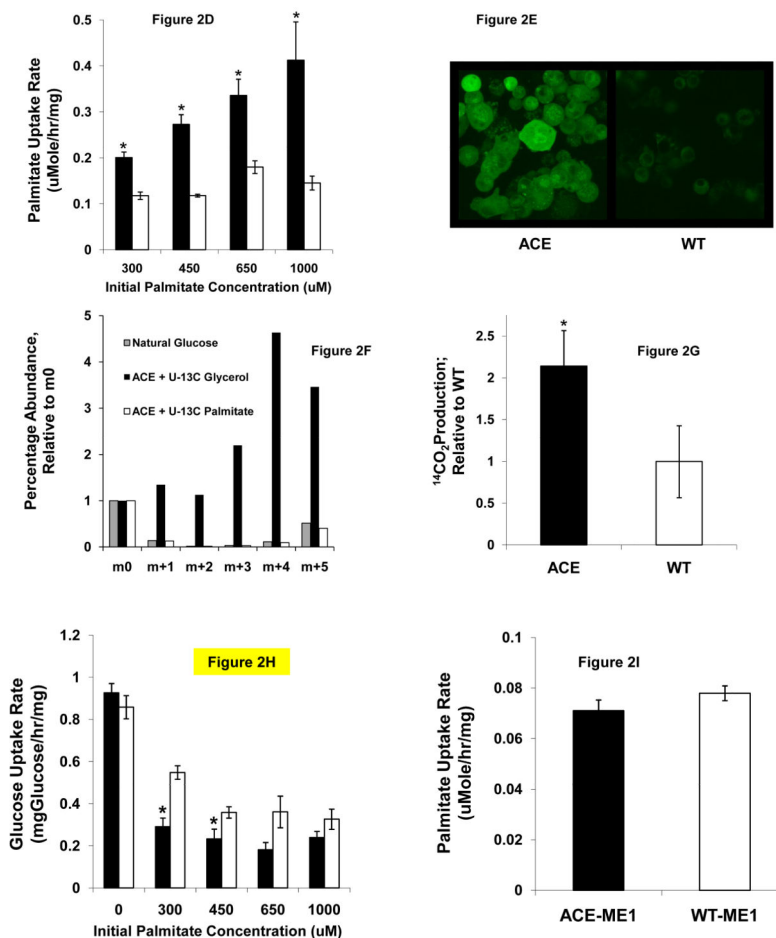 Figure 2D
Palmitate Uptake Rate
(uMole/hr/mg)
0.5
0.4
0.3
0.2
0.1
0
*
*
*
*
300 450 650 1000
Initial Palmitate Concentration (uM)
Figure 2E
ACE WT
Percentage Abundance,
Relative to m0
5
4
3
2
1
0
Natural Glucose
ACE + U-13C Glycerol
ACE + U-13C Palmitate
Figure 2F
m0 m+1 m+2 m+3 m+4 m+5
Figure 2G
¹⁴CO₂Production;
Relative to WT
2.5
2
1.5
1
0.5
0
*
ACE WT
Figure 2H
Glucose Uptake Rate
(mgGlucose/hr/mg)
1.2
1
0.8
0.6
0.4
0.2
0
*
*
0 300 450 650 1000
Initial Palmitate Concentration (uM)
Figure 2I
Palmitate Uptake Rate
(uMole/hr/mg)
0.1
0.08
0.06
0.04
0.02
0
ACE-ME1 WT-ME1